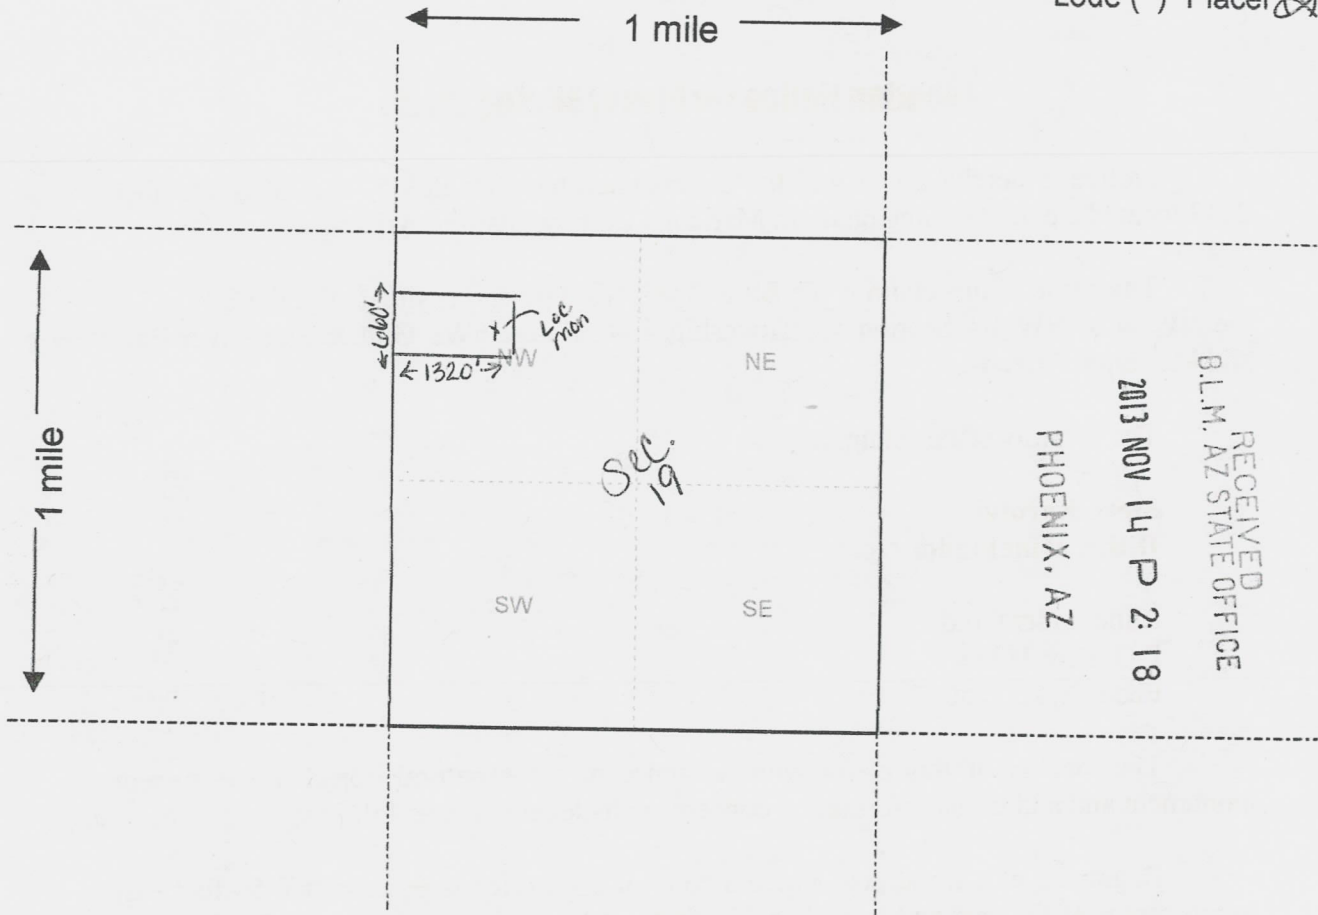 Lode ( ) Placer
1 mile
1 mile
660'
1320'
Loc
mon
NW
NE
Sec.
19
SW
SE
RECEIVED
B.L.M. AZ STATE OFFICE
2013 NOV 14 P 2:18
PHOENIX, AZ